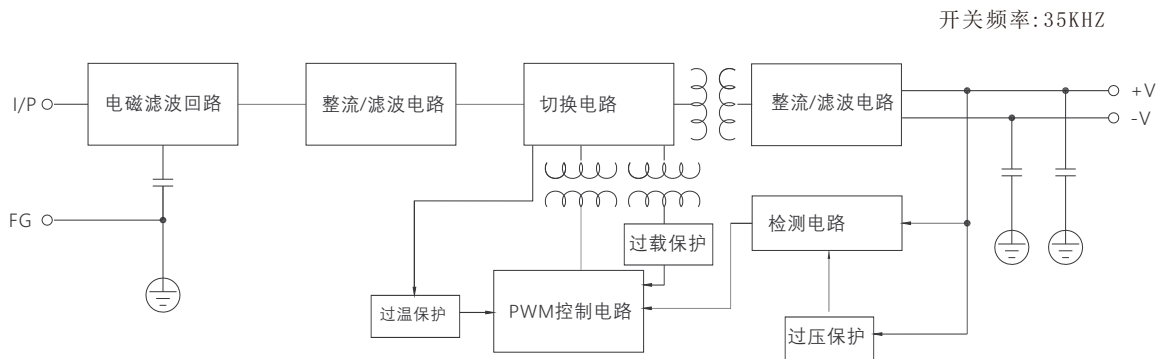 开关频率:35KHZ
I/P
电磁滤波回路
整流/滤波电路
切换电路
整流/滤波电路
+V
-V
FG
检测电路
过载保护
过温保护
PWM控制电路
过压保护